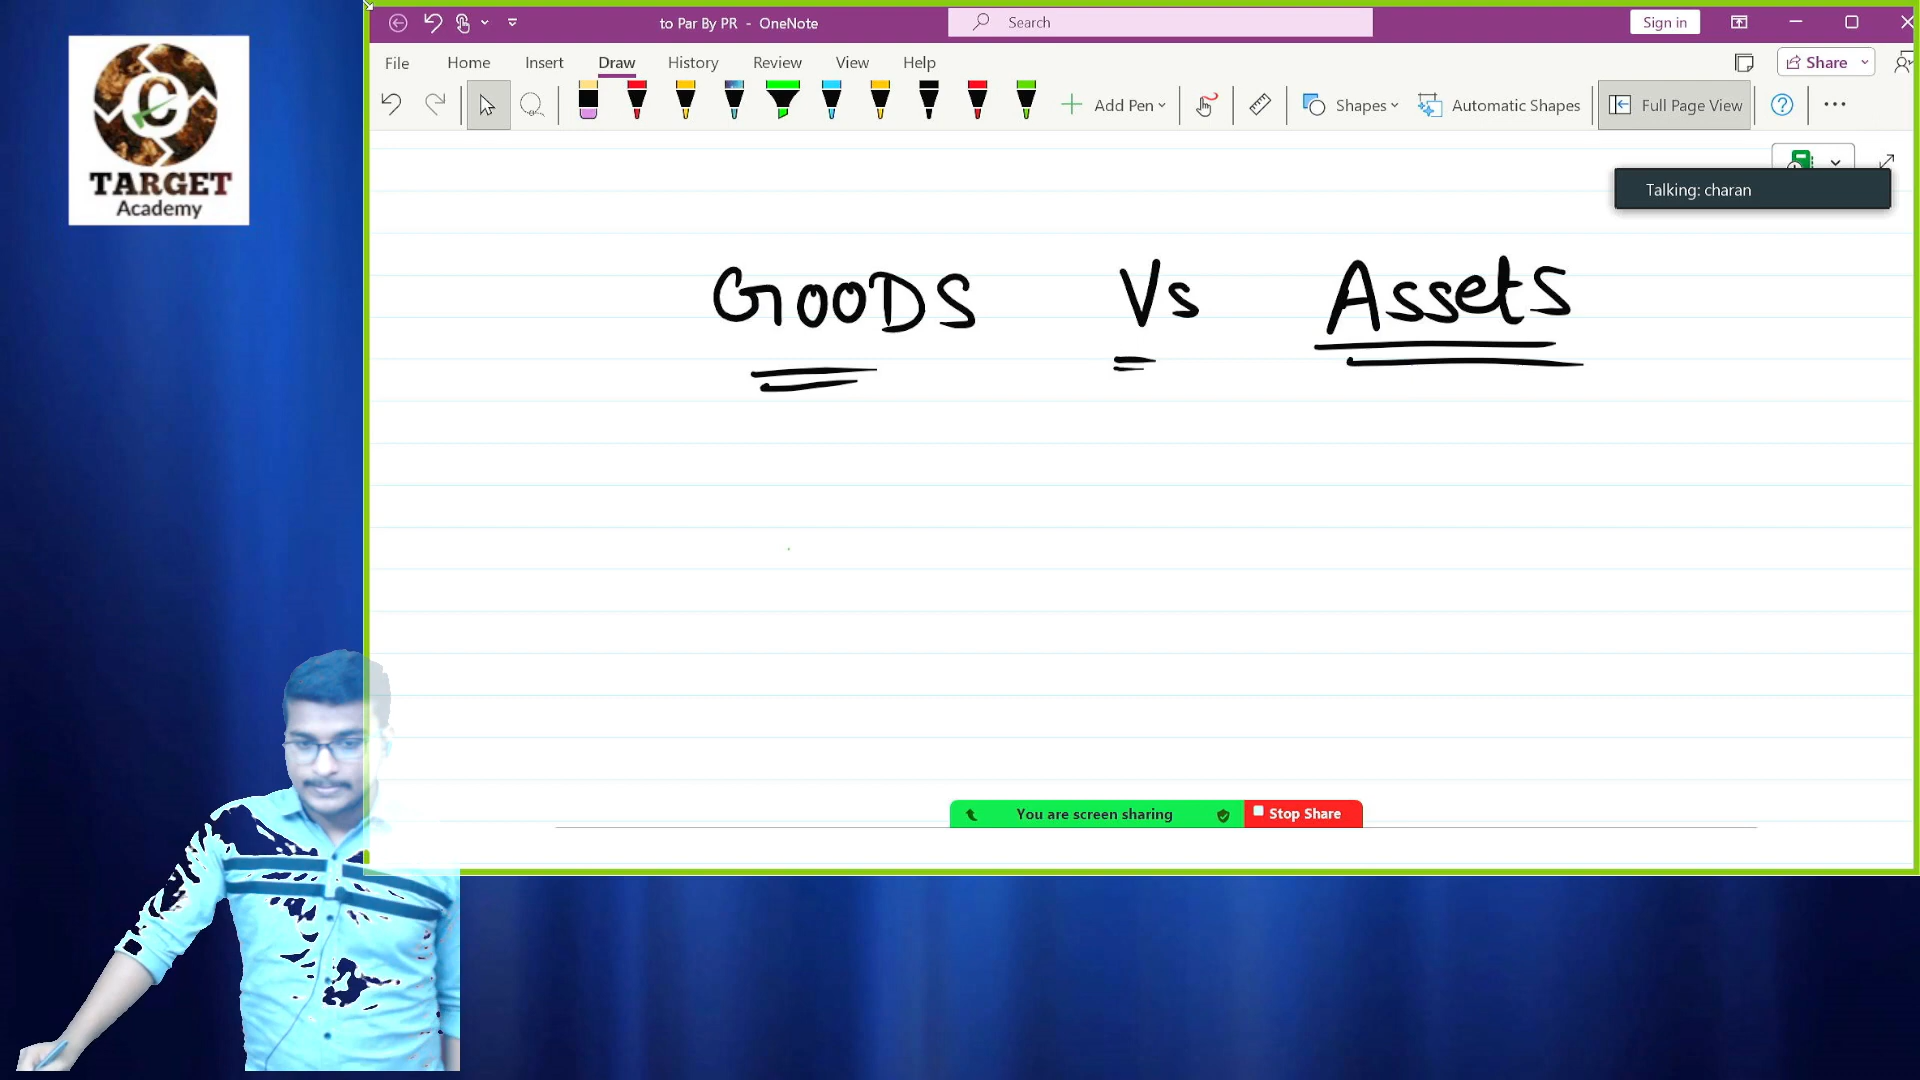 to Par By PR - OneNote
Search
Sign in
File Home Insert Draw History Review View Help
Share
Add Pen
Shapes
Automatic Shapes
Full Page View
Talking: charan
C
TARGET
Academy
GOODS Vs AssetS
You are screen sharing
Stop Share